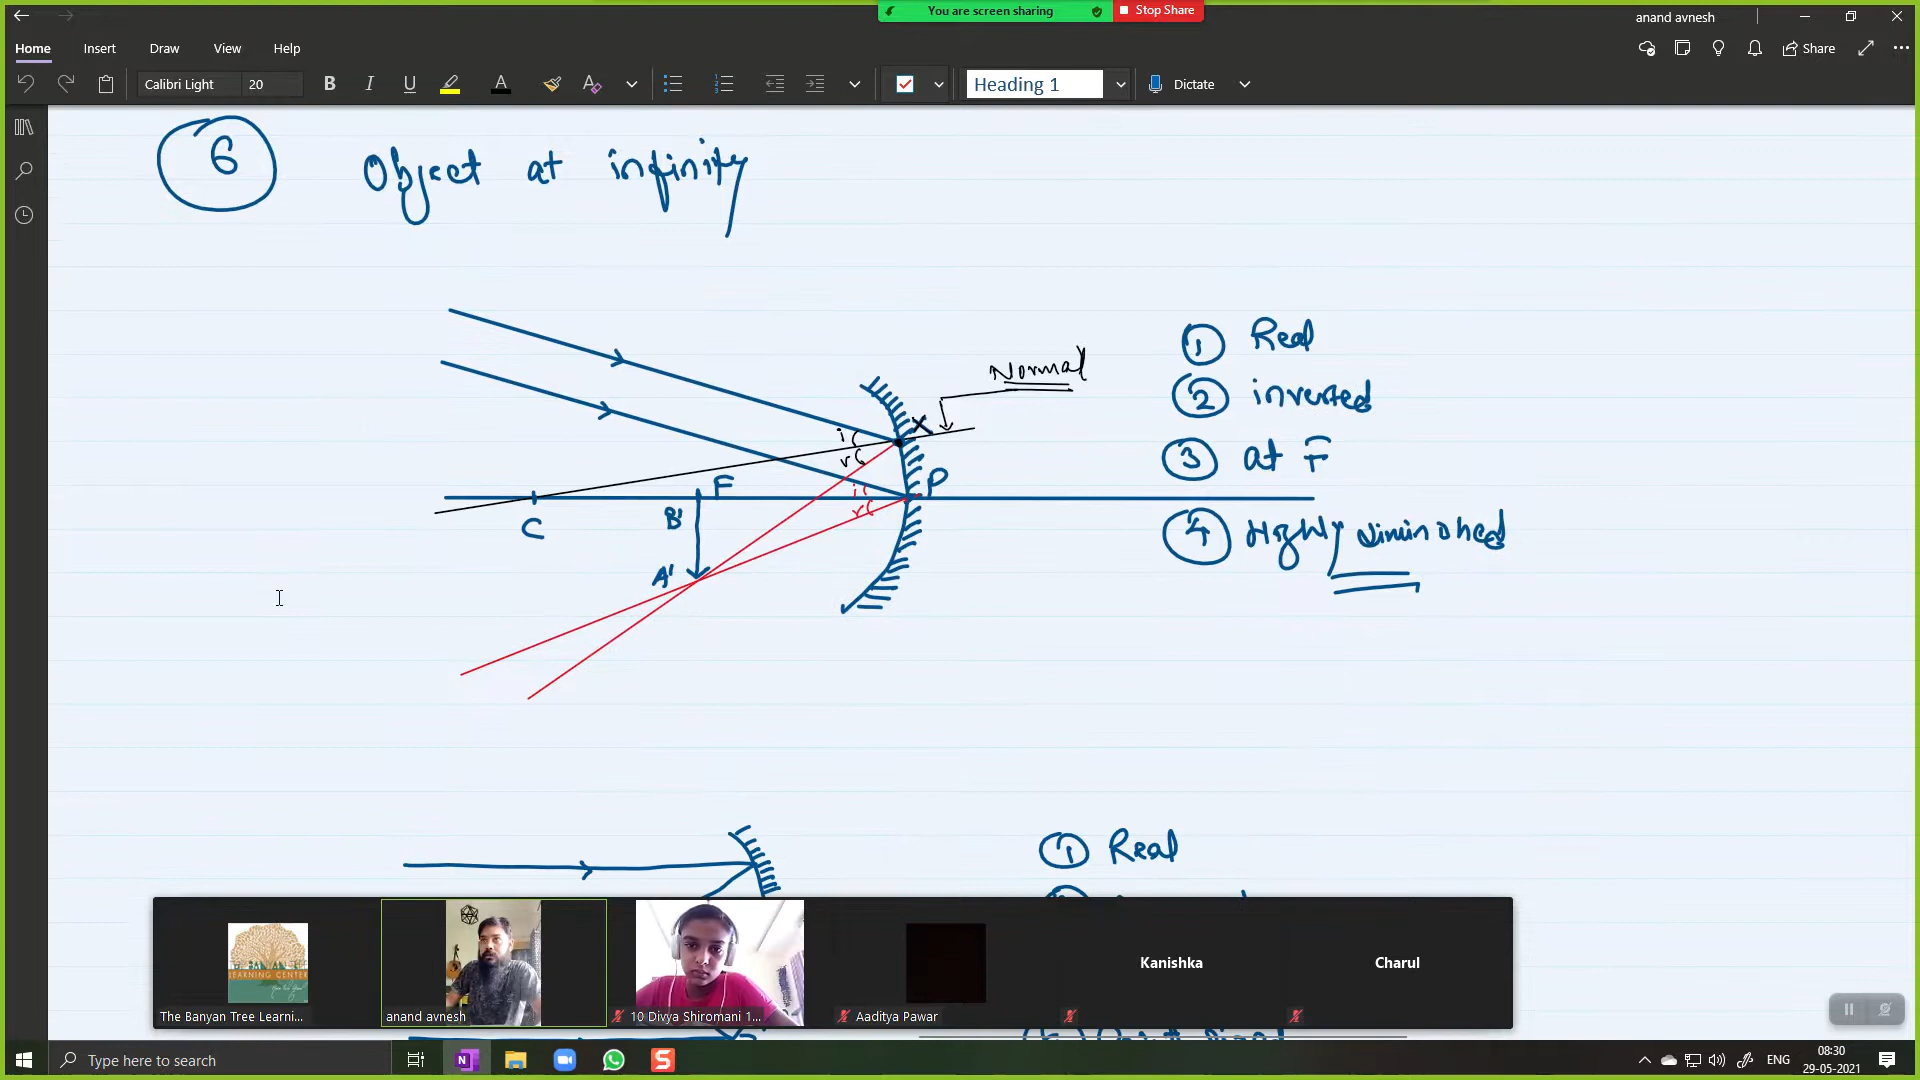 You are screen sharing
Stop Share
anand avnesh
Home Insert Draw View Help
Share
Calibri Light 20
B I U A A
Heading 1
Dictate
6 Object at infinity
Normal
1 Real
2 inverted
3 at F
4 Highly diminished
i X
r
F i P
C B' r
A'
1 Real
BANYAN
LEARNING CENTER
Kanishka
Charul
The Banyan Tree Learni...
anand avnesh
10 Divya Shiromani 1...
Aaditya Pawar
Type here to search
N
S
ENG
08:30
29-05-2021